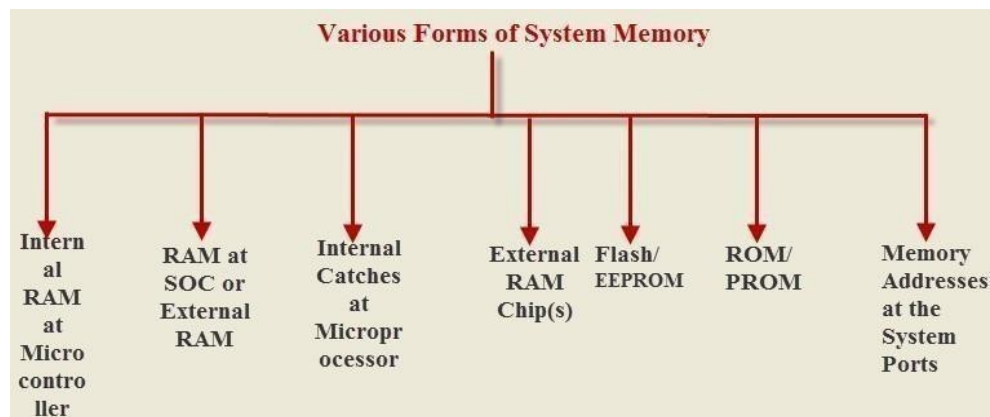 Various Forms of System Memory
Intern
al
RAM
at
Micro
contro
ller
RAM at
SOC or
External
RAM
Internal
Catches
at
Micropr
ocessor
External
RAM
Chip(s)
Flash/
EEPROM
ROM/
PROM
Memory
Addresses
at the
System
Ports